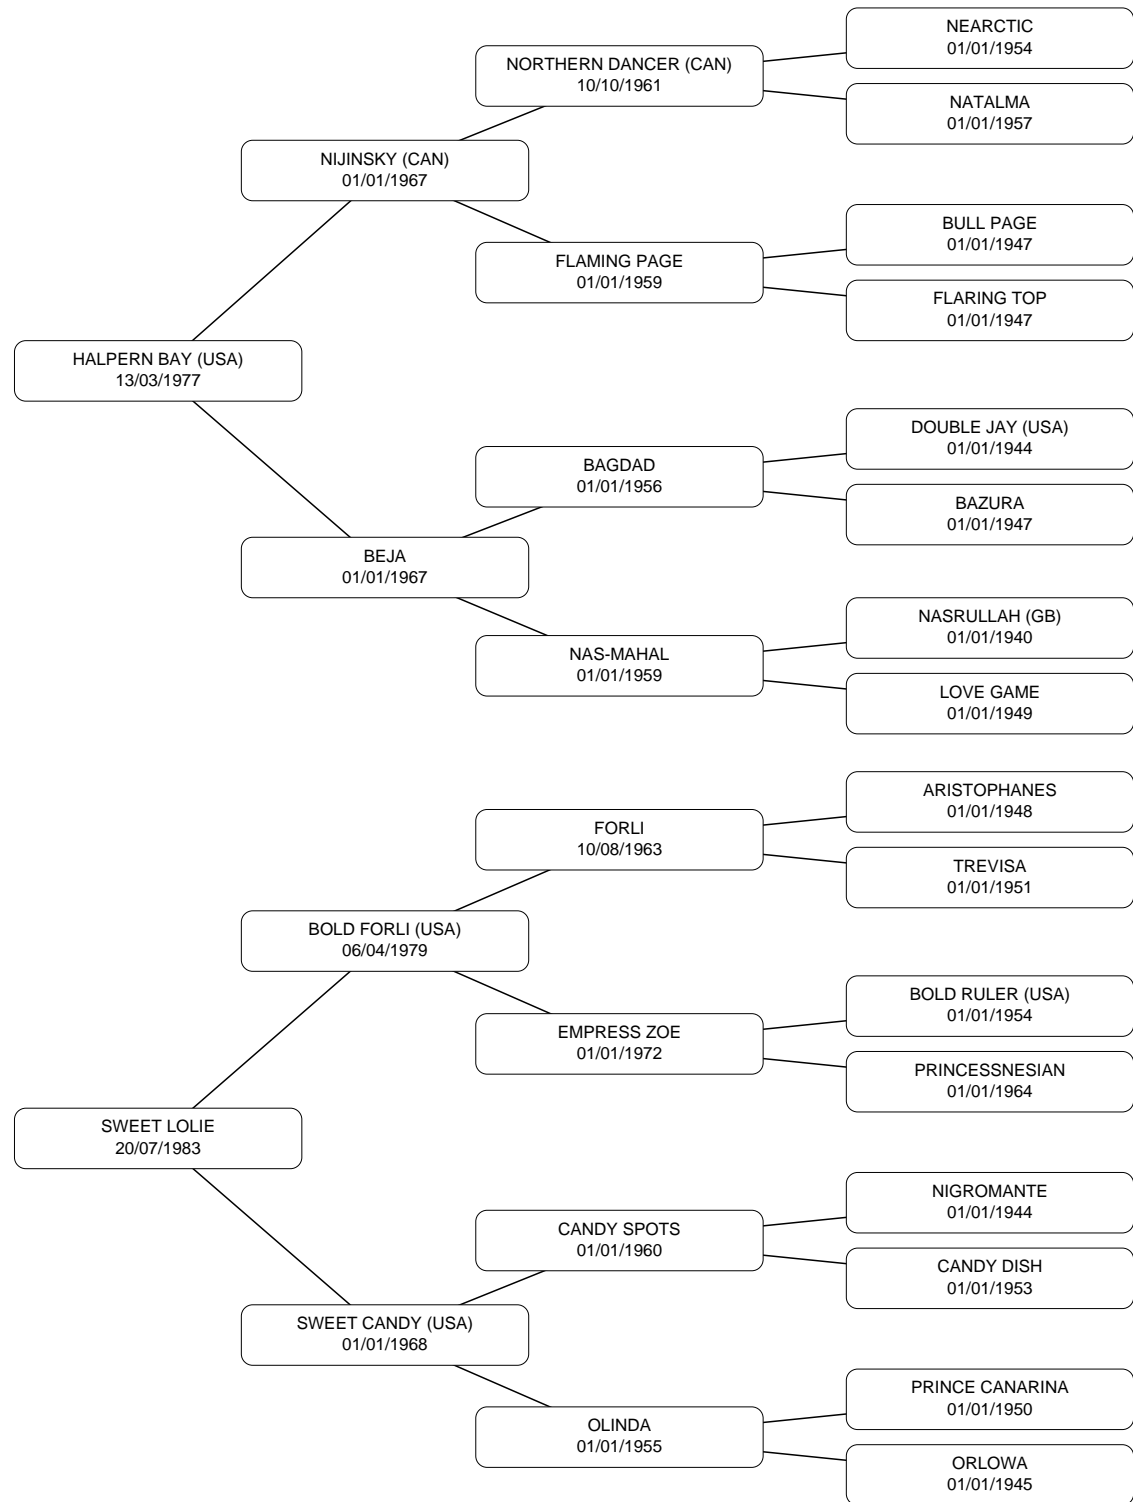 NEARCTIC
01/01/1954
NORTHERN DANCER (CAN)
10/10/1961
NATALMA
01/01/1957
NIJINSKY (CAN)
01/01/1967
BULL PAGE
01/01/1947
FLAMING PAGE
01/01/1959
FLARING TOP
01/01/1947
HALPERN BAY (USA)
13/03/1977
DOUBLE JAY (USA)
01/01/1944
BAGDAD
01/01/1956
BAZURA
01/01/1947
BEJA
01/01/1967
NASRULLAH (GB)
01/01/1940
NAS-MAHAL
01/01/1959
LOVE GAME
01/01/1949
ARISTOPHANES
01/01/1948
FORLI
10/08/1963
TREVISA
01/01/1951
BOLD FORLI (USA)
06/04/1979
BOLD RULER (USA)
01/01/1954
EMPRESS ZOE
01/01/1972
PRINCESSNESIAN
01/01/1964
SWEET LOLIE
20/07/1983
NIGROMANTE
01/01/1944
CANDY SPOTS
01/01/1960
CANDY DISH
01/01/1953
SWEET CANDY (USA)
01/01/1968
PRINCE CANARINA
01/01/1950
OLINDA
01/01/1955
ORLOWA
01/01/1945